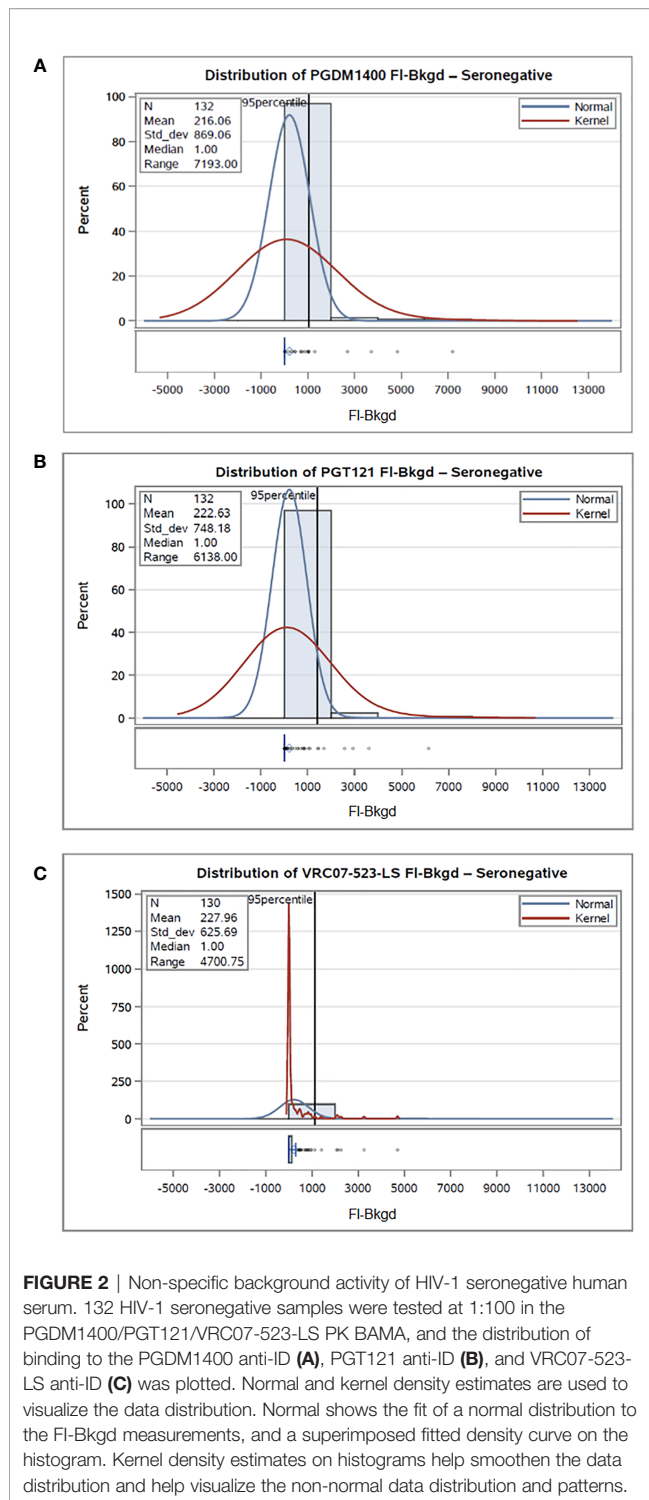 A
Distribution of PGDM1400 FI-Bkgd – Seronegative
N 132
Mean 216.06
Std_dev 869.06
Median 1.00
Range 7193.00
95percentile
Normal
Kernel
Percent
100
80
60
40
20
0
-5000 -3000 -1000 1000 3000 5000 7000 9000 11000 13000
FI-Bkgd
B
Distribution of PGT121 FI-Bkgd – Seronegative
N 132
Mean 222.63
Std_dev 748.18
Median 1.00
Range 6138.00
95percentile
Normal
Kernel
Percent
100
80
60
40
20
0
-5000 -3000 -1000 1000 3000 5000 7000 9000 11000 13000
FI-Bkgd
C
Distribution of VRC07-523-LS FI-Bkgd – Seronegative
N 130
Mean 227.96
Std_dev 625.69
Median 1.00
Range 4700.75
95percentile
Normal
Kernel
Percent
1500
1250
1000
750
500
250
0
-5000 -3000 -1000 1000 3000 5000 7000 9000 11000 13000
FI-Bkgd
FIGURE 2 | Non-specific background activity of HIV-1 seronegative human
serum. 132 HIV-1 seronegative samples were tested at 1:100 in the
PGDM1400/PGT121/VRC07-523-LS PK BAMA, and the distribution of
binding to the PGDM1400 anti-ID (A), PGT121 anti-ID (B), and VRC07-523-
LS anti-ID (C) was plotted. Normal and kernel density estimates are used to
visualize the data distribution. Normal shows the fit of a normal distribution to
the FI-Bkgd measurements, and a superimposed fitted density curve on the
histogram. Kernel density estimates on histograms help smoothen the data
distribution and help visualize the non-normal data distribution and patterns.